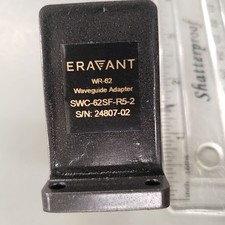 ERAVANT
WR-62
Waveguide Adapter
SWC-62SF-R5-2
S/N: 24807-02
Shatterproof